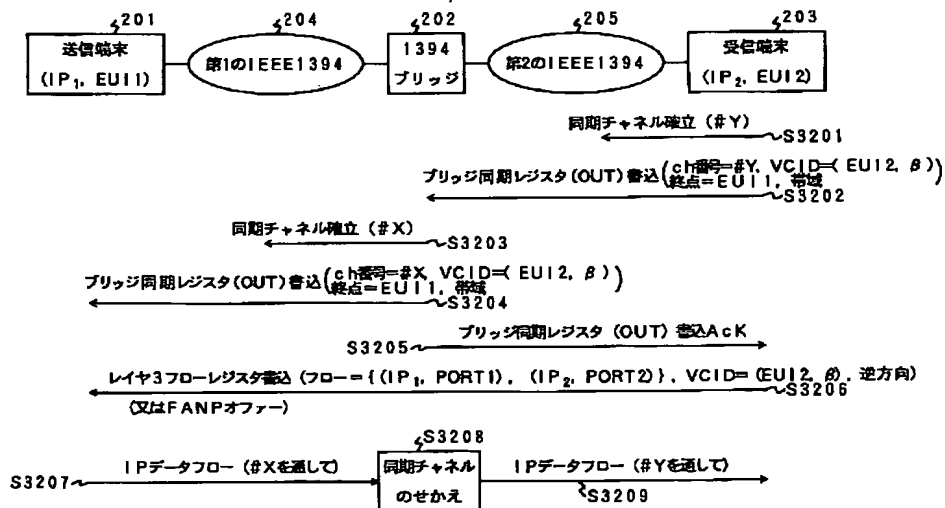 201
204
202
205
203
送信端末
(IP1, EUI1)
第1のIEEE1394
1394
ブリッジ
第2のIEEE1394
受信端末
(IP2, EUI2)
同期チャネル確立 (#Y)
S3201
ブリッジ同期レジスタ(OUT)書込(ch番号=#Y, VCID=(EUI2, β))
終点=EUI1, 帯域
S3202
同期チャネル確立 (#X)
S3203
ブリッジ同期レジスタ(OUT)書込(ch番号=#X, VCID=(EUI2, β))
終点=EUI1, 帯域
S3204
ブリッジ同期レジスタ (OUT) 書込AcK
S3205
レイヤ3フローレジスタ書込 (フロー={(IP1, PORT1), (IP2, PORT2)}, VCID=(EUI2, β), 逆方向)
(又はFANPオファー)
S3206
S3208
IPデータフロー (#Xを通して)
S3207
同期チャネル
のせかえ
IPデータフロー (#Yを通して)
S3209